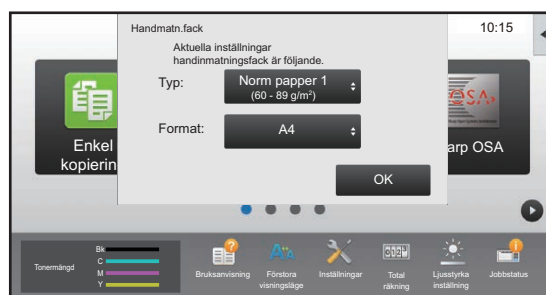 Handmatn.fack
10:15
Aktuella inställningar
handinmatningsfack är följande.
Typ:
Norm papper 1
(60 - 89 g/m²)
Format:
A4
OK
Enkel
kopierin
OSA
arp OSA
Tonermängd
Bk
C
M
Y
Bruksanvisning
Förstora
visningsläge
Inställningar
Total
räkning
Ljusstyrka
inställning
Jobbstatus